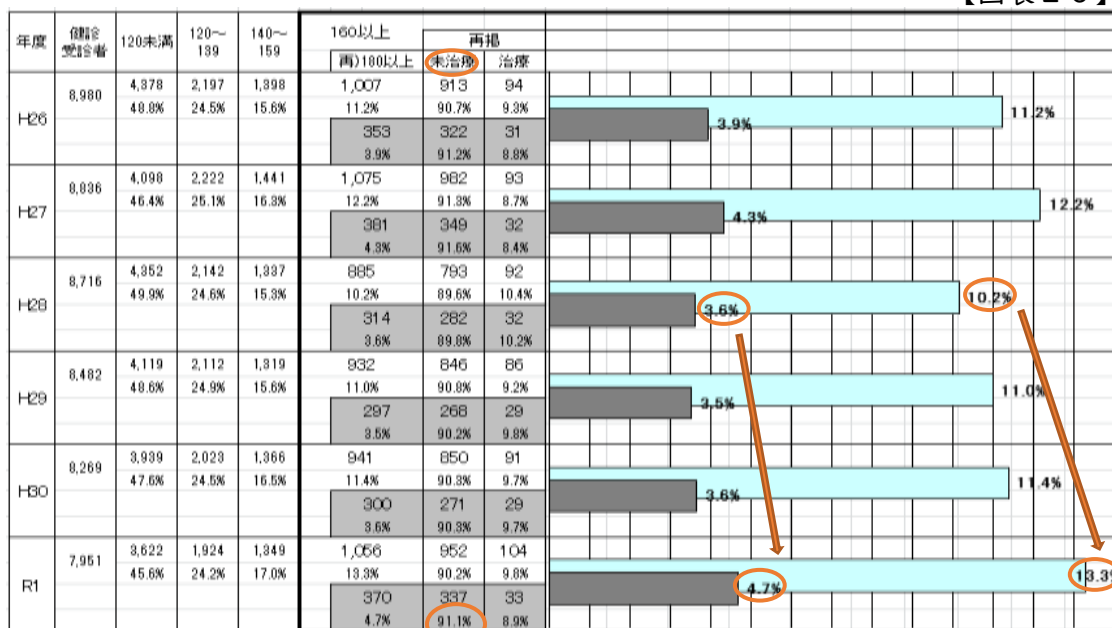 年度 健診受診者 120未満 120～139 140～159 160以上 再掲
再)180以上 未治療 治療
H26 8,980 4,378 2,197 1,398 1,007 913 94
48.8% 24.5% 15.6% 11.2% 90.7% 9.3%
353 322 31
3.9% 91.2% 8.8%
3.9% 11.2%
H27 8,836 4,098 2,222 1,441 1,075 982 93
46.4% 25.1% 16.3% 12.2% 91.3% 8.7%
381 349 32
4.3% 91.6% 8.4%
4.3% 12.2%
H28 8,716 4,352 2,142 1,337 885 793 92
49.9% 24.6% 15.3% 10.2% 89.6% 10.4%
314 282 32
3.6% 89.8% 10.2%
3.6% 10.2%
H29 8,482 4,119 2,112 1,319 932 846 86
48.6% 24.9% 15.6% 11.0% 90.8% 9.2%
297 268 29
3.5% 90.2% 9.8%
3.5% 11.0%
H30 8,269 3,939 2,023 1,366 941 850 91
47.6% 24.5% 16.5% 11.4% 90.3% 9.7%
300 271 29
3.6% 90.3% 9.7%
3.6% 11.4%
R1 7,951 3,622 1,924 1,349 1,056 952 104
45.6% 24.2% 17.0% 13.3% 90.2% 9.8%
370 337 33
4.7% 91.1% 8.9%
4.7% 13.3%